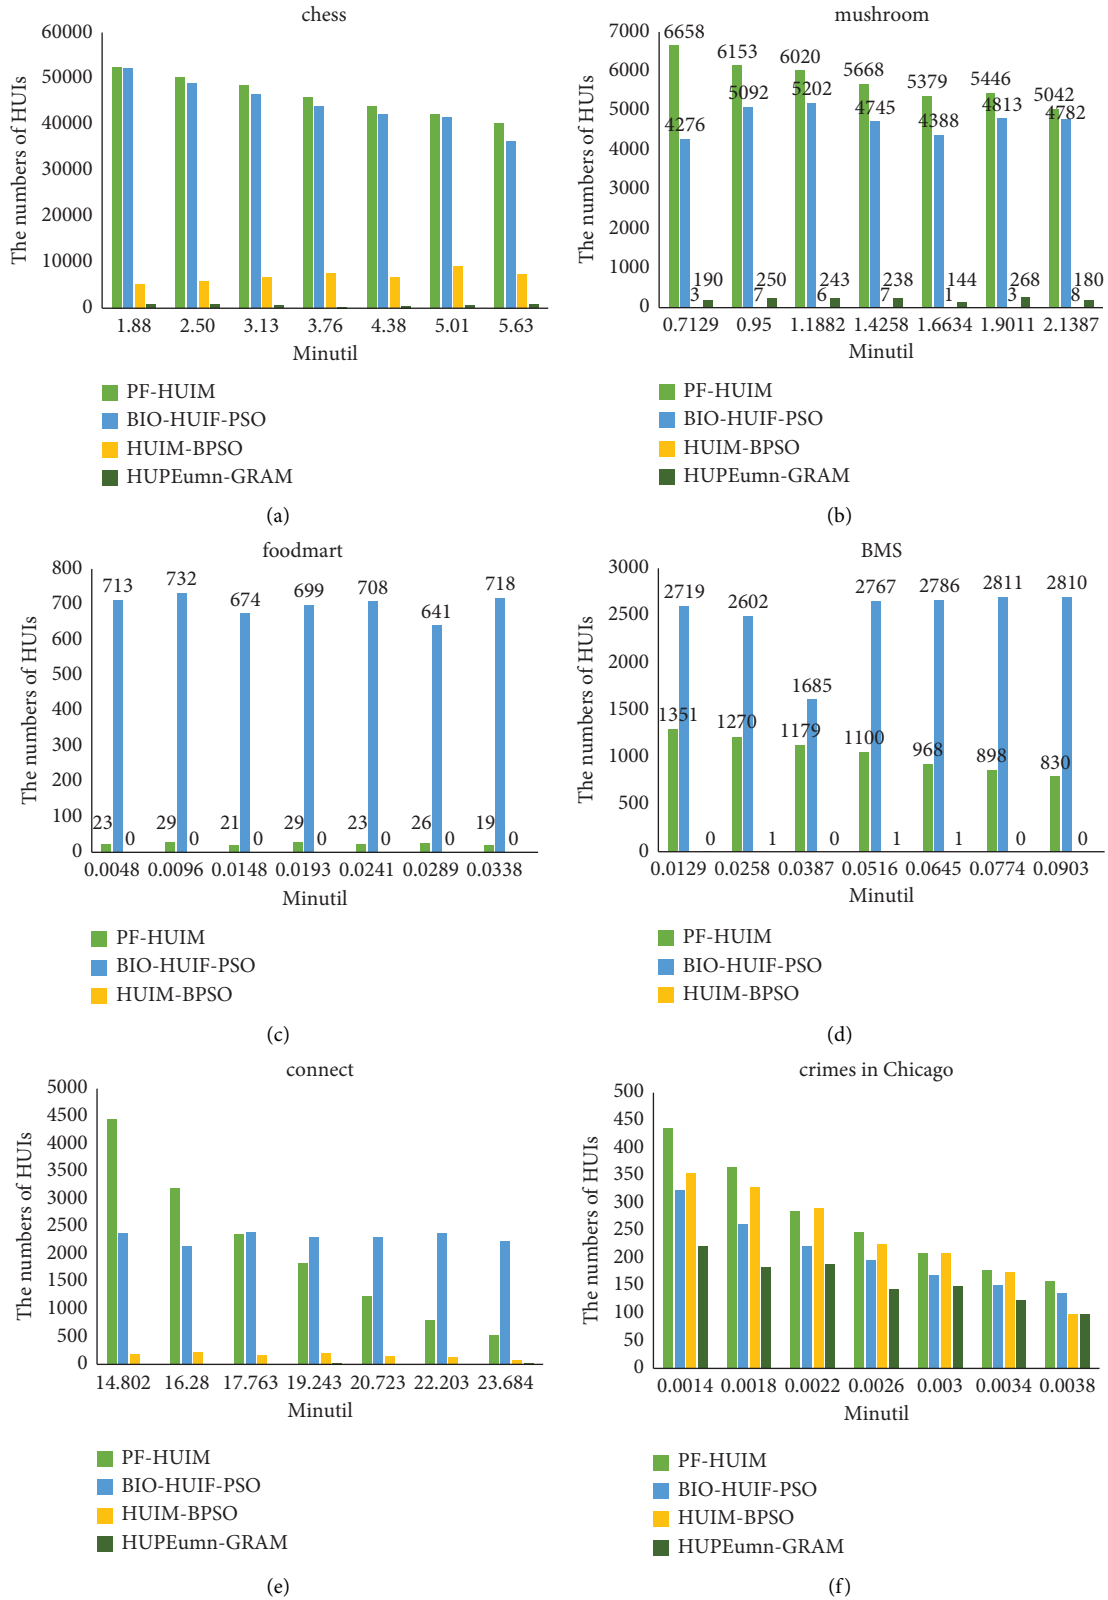 chess
The numbers of HUIs
60000
50000
40000
30000
20000
10000
0
1.88 2.50 3.13 3.76 4.38 5.01 5.63
Minutil
PF-HUIM
BIO-HUIF-PSO
HUIM-BPSO
HUPEumn-GRAM
(a)
mushroom
The numbers of HUIs
7000
6000
5000
4000
3000
2000
1000
0
6658 6153 6020 5668 5379 5446 5042
4276 5092 5202 4745 4388 4813 4782
3 7 6 7 1 3 8
190 250 243 238 144 268 180
0.7129 0.95 1.1882 1.4258 1.6634 1.9011 2.1387
Minutil
PF-HUIM
BIO-HUIF-PSO
HUIM-BPSO
HUPEumn-GRAM
(b)
foodmart
The numbers of HUIs
800
700
600
500
400
300
200
100
0
713 732 674 699 708 641 718
23 29 21 29 23 26 19
0 0 0 0 0 0 0
0.0048 0.0096 0.0148 0.0193 0.0241 0.0289 0.0338
Minutil
PF-HUIM
BIO-HUIF-PSO
HUIM-BPSO
(c)
BMS
The numbers of HUIs
3000
2500
2000
1500
1000
500
0
2719 2602 1685 2767 2786 2811 2810
1351 1270 1179 1100 968 898 830
0 1 0 1 1 0 0
0.0129 0.0258 0.0387 0.0516 0.0645 0.0774 0.0903
Minutil
PF-HUIM
BIO-HUIF-PSO
HUIM-BPSO
(d)
connect
The numbers of HUIs
5000
4500
4000
3500
3000
2500
2000
1500
1000
500
0
14.802 16.28 17.763 19.243 20.723 22.203 23.684
Minutil
PF-HUIM
BIO-HUIF-PSO
HUIM-BPSO
HUPEumn-GRAM
(e)
crimes in Chicago
The numbers of HUIs
500
450
400
350
300
250
200
150
100
50
0
0.0014 0.0018 0.0022 0.0026 0.003 0.0034 0.0038
Minutil
PF-HUIM
BIO-HUIF-PSO
HUIM-BPSO
HUPEumn-GRAM
(f)